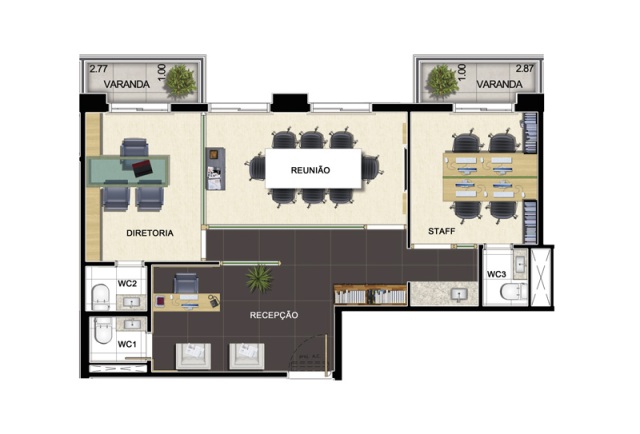 2.77
1.00
VARANDA
1.00
2.87
VARANDA
REUNIÃO
DIRETORIA
STAFF
WC2
WC3
RECEPÇÃO
WC1